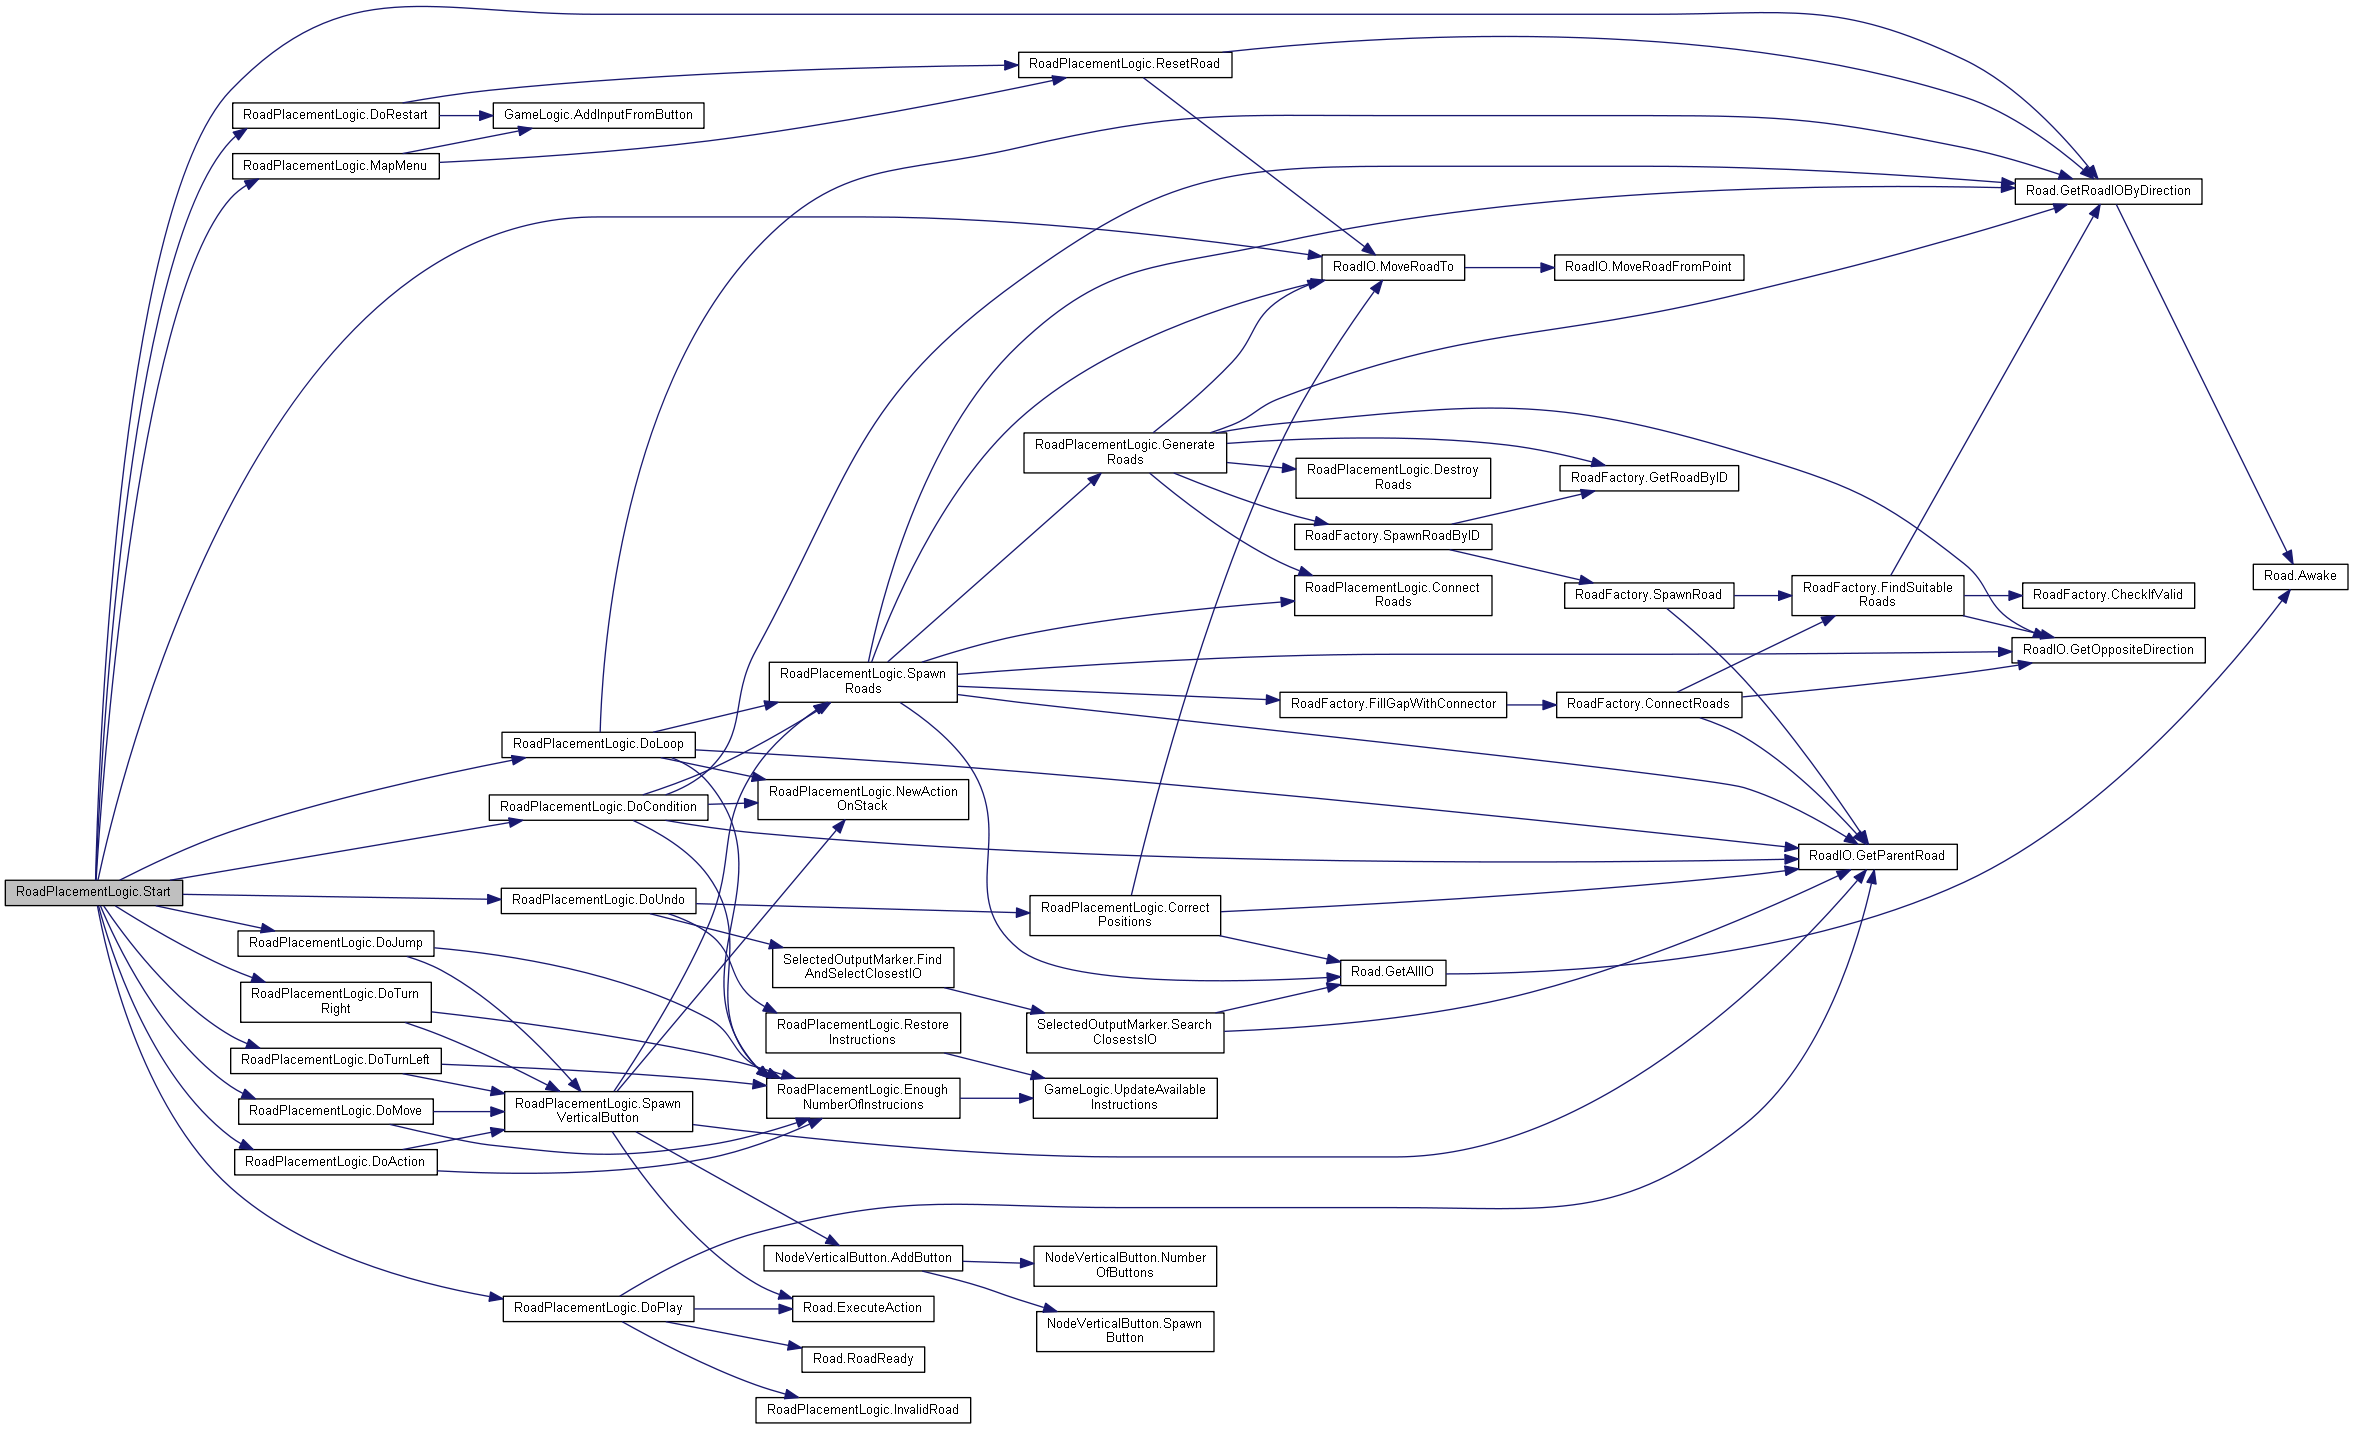 RoadPlacementLogic.ResetRoad
RoadPlacementLogic.DoRestart
GameLogic.AddInputFromButton
RoadPlacementLogic.MapMenu
Road.GetRoadIOByDirection
RoadIO.MoveRoadTo
RoadIO.MoveRoadFromPoint
RoadPlacementLogic.Generate
Roads
RoadPlacementLogic.Destroy
Roads
RoadFactory.GetRoadByID
RoadFactory.SpawnRoadByID
RoadPlacementLogic.Connect
Roads
RoadFactory.SpawnRoad
RoadFactory.FindSuitable
Roads
RoadFactory.CheckIfValid
Road.Awake
RoadIO.GetOppositeDirection
RoadPlacementLogic.Spawn
Roads
RoadFactory.FillGapWithConnector
RoadFactory.ConnectRoads
RoadPlacementLogic.DoLoop
RoadPlacementLogic.DoCondition
RoadPlacementLogic.NewAction
OnStack
RoadIO.GetParentRoad
RoadPlacementLogic.Start
RoadPlacementLogic.DoUndo
RoadPlacementLogic.Correct
Positions
RoadPlacementLogic.DoJump
SelectedOutputMarker.Find
AndSelectClosestIO
Road.GetAllIO
RoadPlacementLogic.DoTurn
Right
RoadPlacementLogic.Restore
Instructions
SelectedOutputMarker.Search
ClosestsIO
RoadPlacementLogic.DoTurnLeft
RoadPlacementLogic.DoMove
RoadPlacementLogic.Spawn
VerticalButton
RoadPlacementLogic.Enough
NumberOfInstrucions
GameLogic.UpdateAvailable
Instructions
RoadPlacementLogic.DoAction
NodeVerticalButton.AddButton
NodeVerticalButton.Number
OfButtons
RoadPlacementLogic.DoPlay
Road.ExecuteAction
NodeVerticalButton.Spawn
Button
Road.RoadReady
RoadPlacementLogic.InvalidRoad